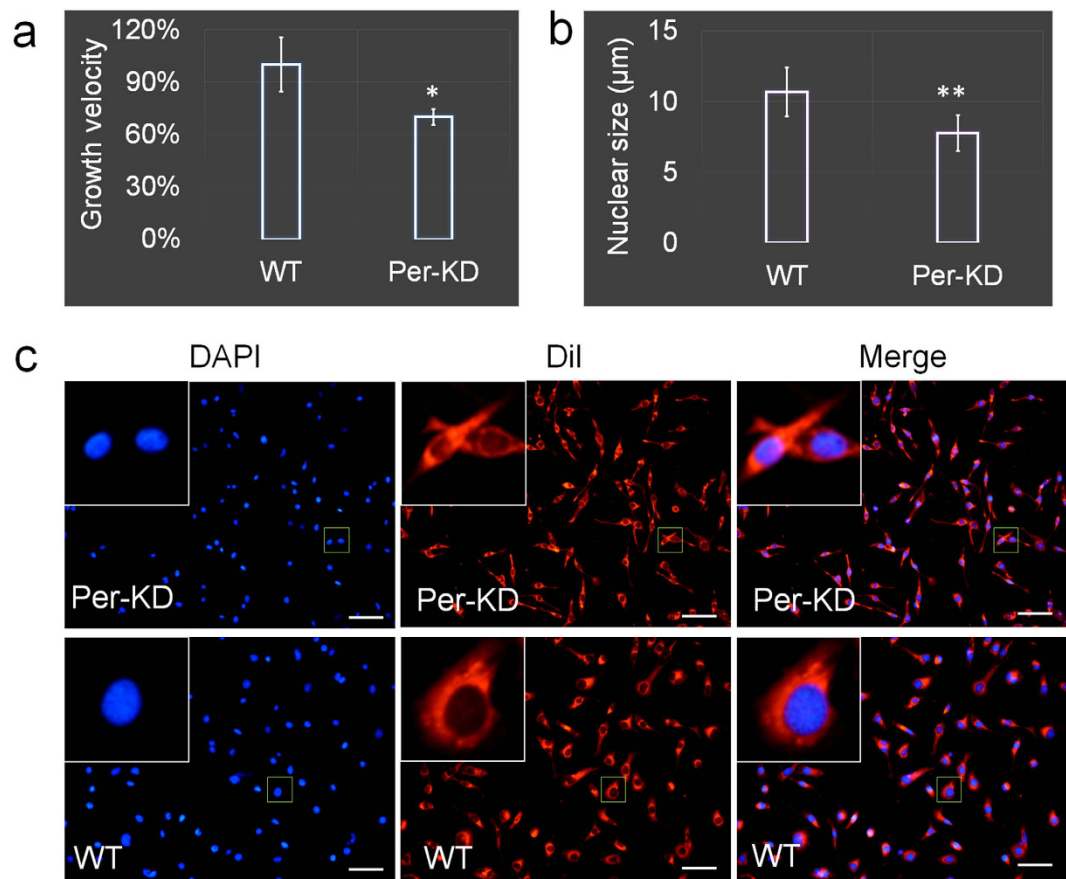 a
Growth velocity
120%
90%
60%
30%
0%
*
WT
Per-KD
b
Nuclear size (µm)
15
10
5
0
**
WT
Per-KD
c
DAPI
DiI
Merge
Per-KD
Per-KD
Per-KD
WT
WT
WT